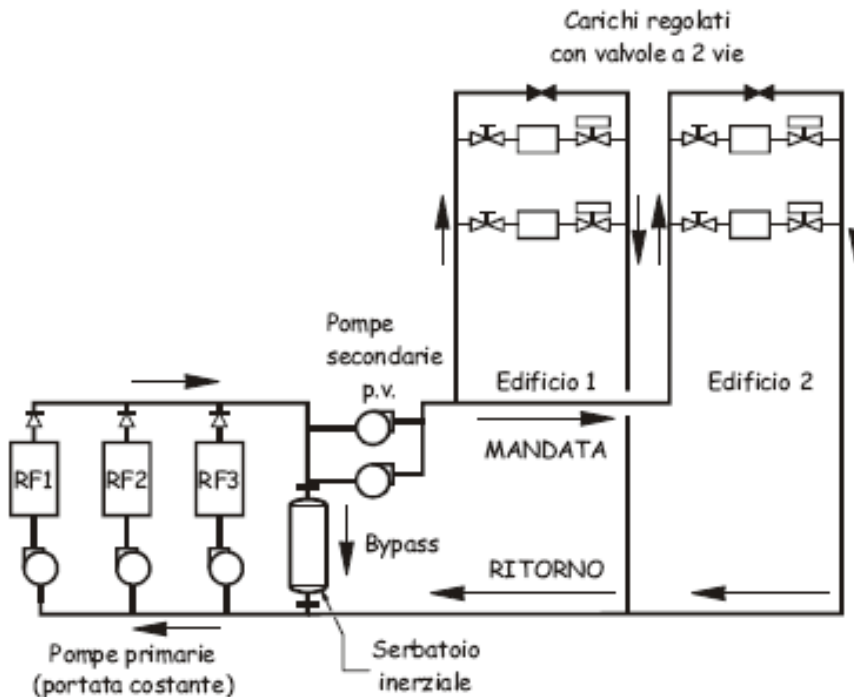 Carichi regolati
con valvole a 2 vie
Pompe
secondarie
p.v.
Edificio 1
Edificio 2
MANDATA
RF1
RF2
RF3
Bypass
RITORNO
Pompe primarie
(portata costante)
Serbatoio
inerziale